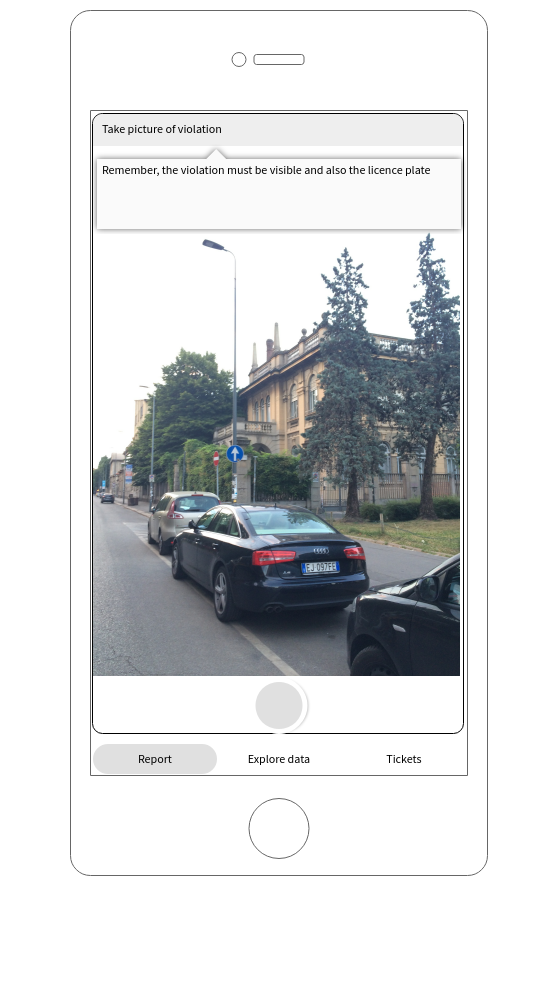 Take picture of violation
Remember, the violation must be visible and also the licence plate
EJ 097FE
Report
Explore data
Tickets